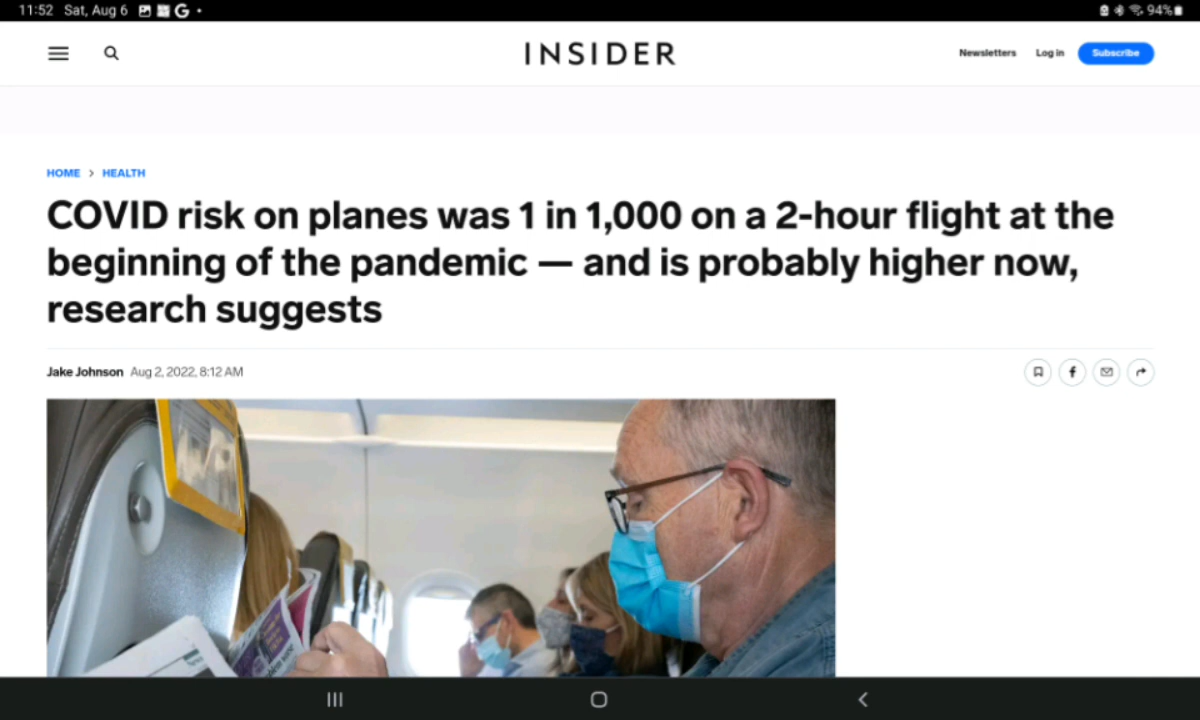 11:52 Sat, Aug 6 G
94%
INSIDER
Newsletters Log in Subscribe
HOME > HEALTH
COVID risk on planes was 1 in 1,000 on a 2-hour flight at the
beginning of the pandemic — and is probably higher now,
research suggests
Jake Johnson Aug 2, 2022, 8:12 AM